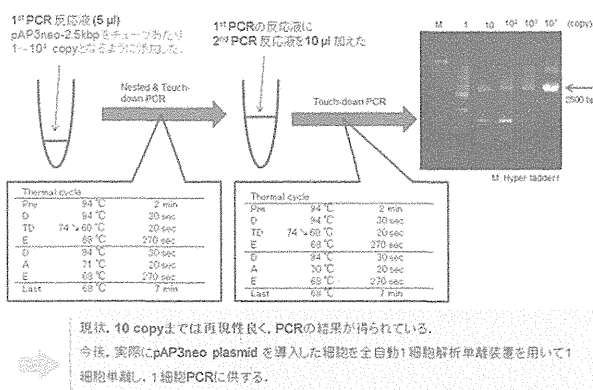 1st PCR 反応液 (5 μl)
pAP3neo-2.5kbpをチューブあたり
1~10⁴ copyとなるように添加した。
1st PCRの反応液に
2nd PCR 反応液を10 μl 加えた
Nested & Touch-
down PCR
Touch-down PCR
M 1 10 10² 10³ 10⁴ (copy)
2500 bp
M: Hyper ladder I
Thermal cycle
Pre 94 ℃ 2 min
D 94 ℃ 30 sec
TD 74↘60 ℃ 20 sec
E 68 ℃ 270 sec
D 94 ℃ 30 sec
A 71 ℃ 20 sec
E 68 ℃ 270 sec
Last 68 ℃ 7 min
Thermal cycle
Pre 94 ℃ 2 min
D 94 ℃ 30 sec
TD 74↘60 ℃ 20 sec
E 68 ℃ 270 sec
D 94 ℃ 30 sec
A 70 ℃ 20 sec
E 68 ℃ 270 sec
Last 68 ℃ 7 min
現状、10 copyまでは再現性良く、PCRの結果が得られている。
今後、実際にpAP3neo plasmid を導入した細胞を全自動1細胞解析単離装置を用いて1
細胞単離し、1細胞PCRに供する。